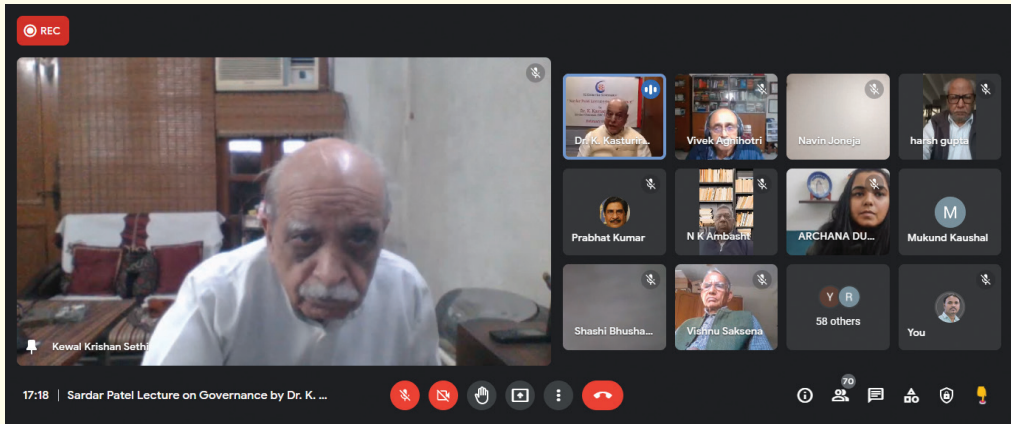 REC
Kewal Krishan Sethi
Dr. K. Kasturir...
Vivek Agnihotri
Navin Joneja
harsh gupta
Prabhat Kumar
N K Ambasht
ARCHANA DU...
M
Mukund Kaushal
Shashi Bhusha...
Vishnu Saksena
Y R
58 others
You
17:18 | Sardar Patel Lecture on Governance by Dr. K. ...
70